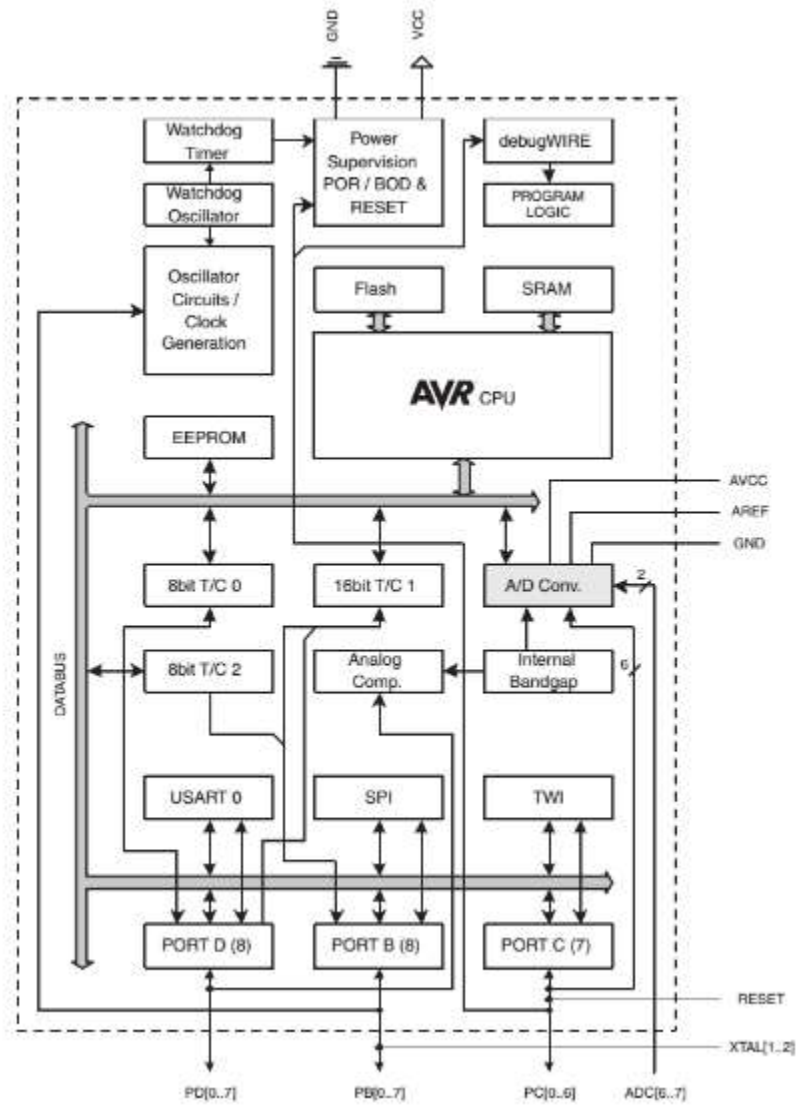 GND
VCC
Watchdog
Timer
Power
Supervision
POR / BOD &
RESET
debugWIRE
Watchdog
Oscillator
PROGRAM
LOGIC
Oscillator
Circuits /
Clock
Generation
Flash
SRAM
AVR CPU
EEPROM
AVCC
AREF
GND
8bit T/C 0
16bit T/C 1
A/D Conv.
2
DATABUS
8bit T/C 2
Analog
Comp.
Internal
Bandgap
6
USART 0
SPI
TWI
PORT D (8)
PORT B (8)
PORT C (7)
RESET
XTAL[1..2]
PD[0..7]
PB[0..7]
PC[0..6]
ADC[6..7]